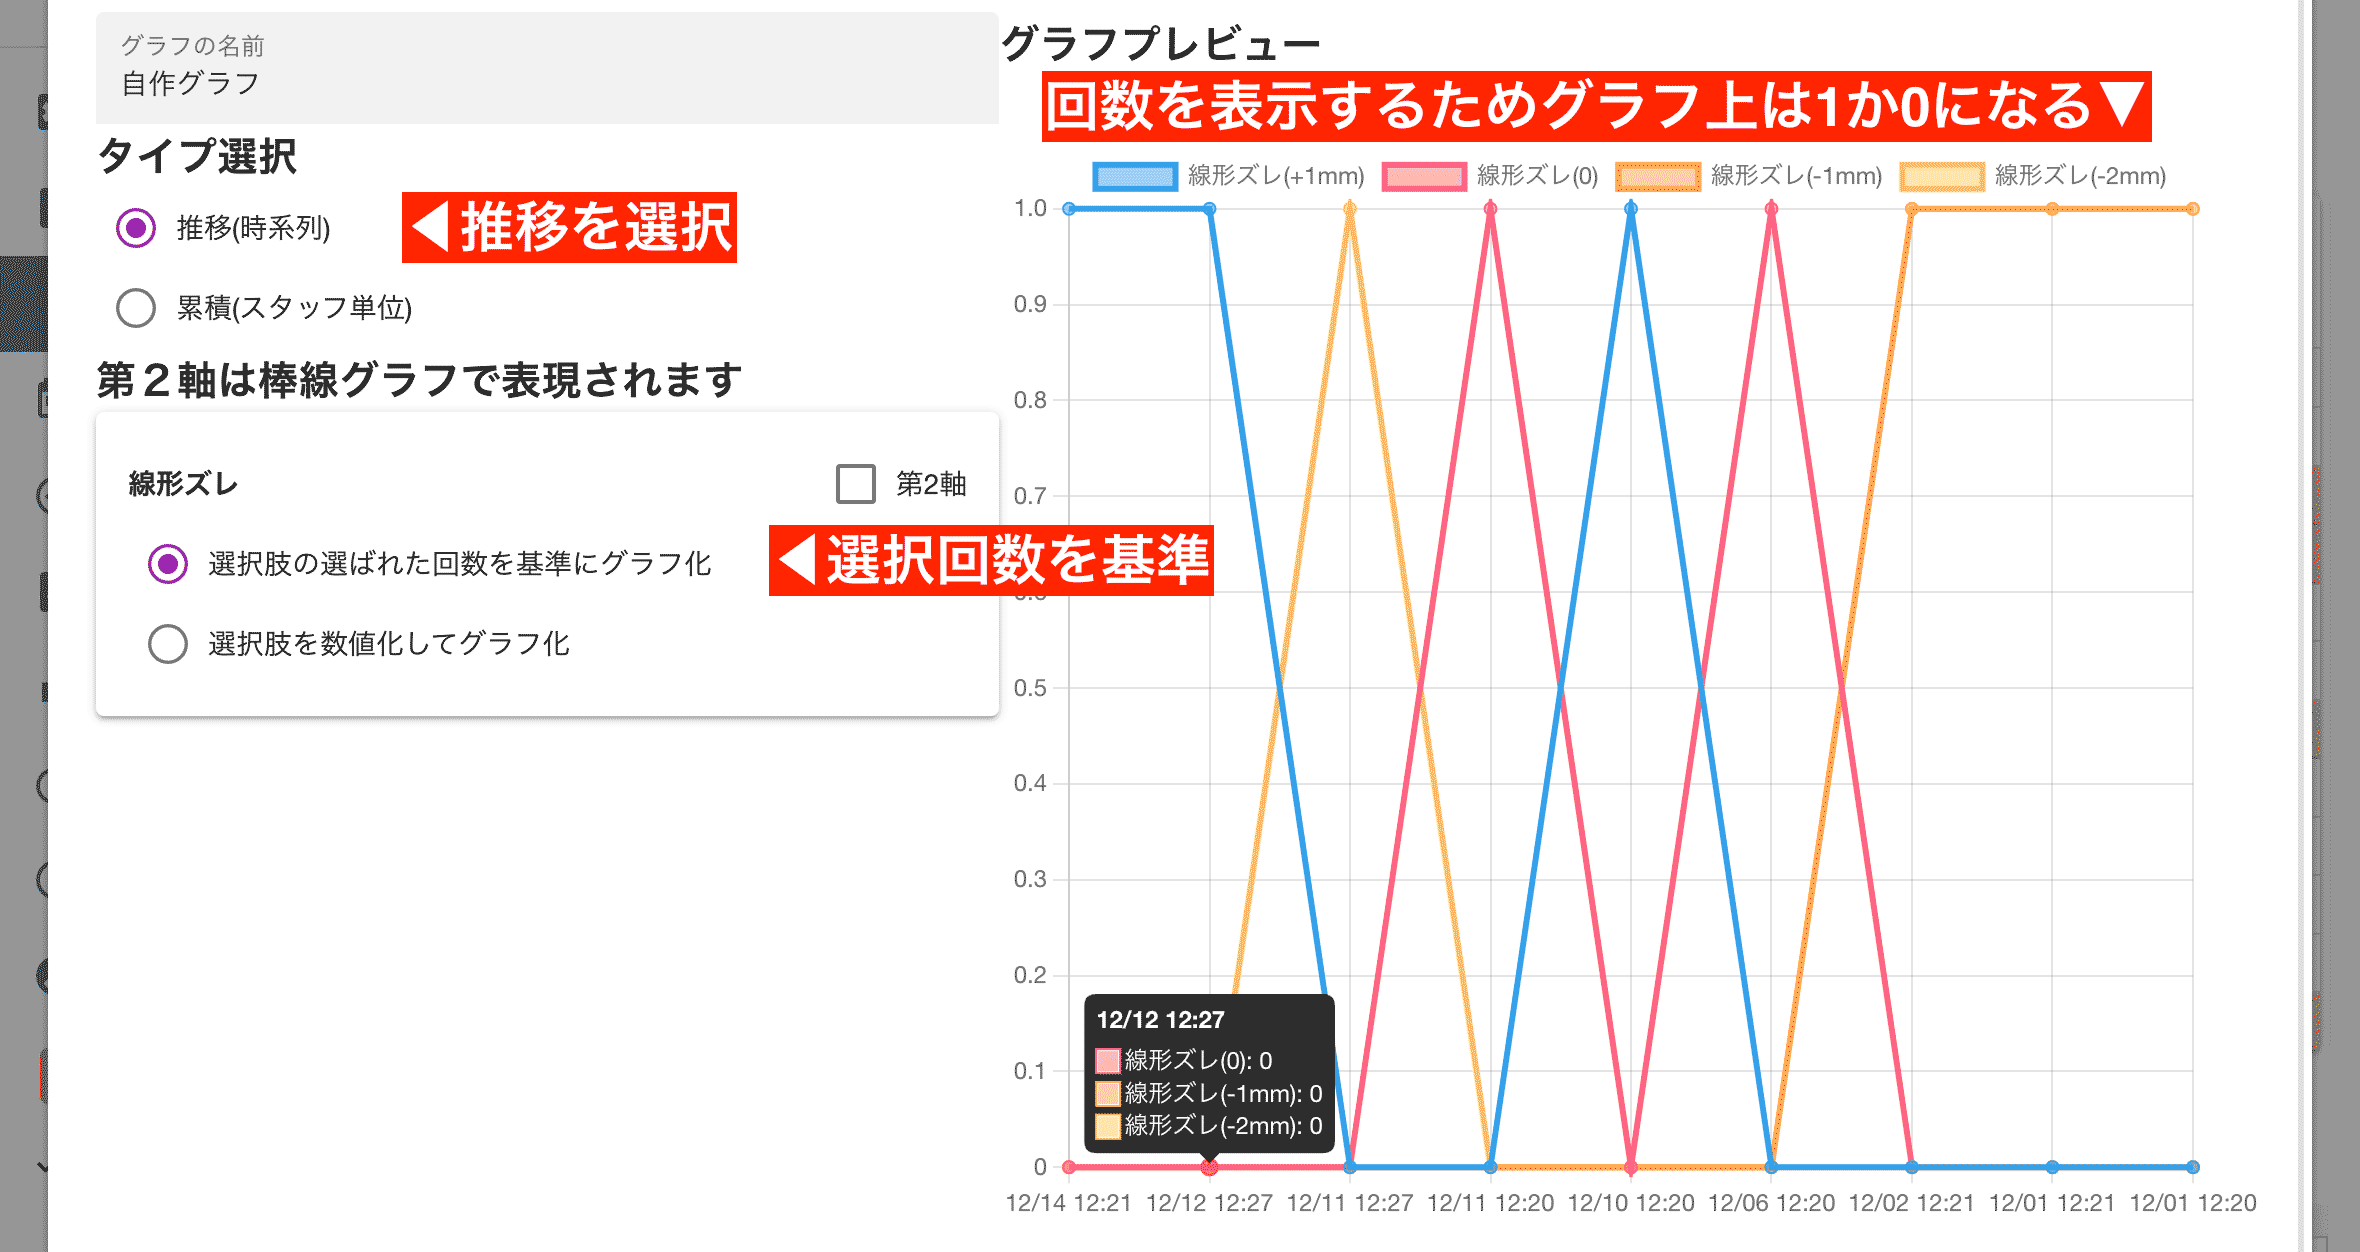 グラフの名前
自作グラフ
タイプ選択
推移(時系列)
◀推移を選択
累積(スタッフ単位)
第２軸は棒線グラフで表現されます
線形ズレ
第2軸
選択肢の選ばれた回数を基準にグラフ化
◀選択回数を基準
選択肢を数値化してグラフ化
グラフプレビュー
回数を表示するためグラフ上は1か0になる▼
線形ズレ(+1mm) 線形ズレ(0) 線形ズレ(-1mm) 線形ズレ(-2mm)
1.0
0.9
0.8
0.7
0.5
0.4
0.3
0.2
0.1
0
12/12 12:27
線形ズレ(0): 0
線形ズレ(-1mm): 0
線形ズレ(-2mm): 0
12/14 12:21 12/12 12:27 12/11 12:27 12/11 12:20 12/10 12:20 12/06 12:20 12/02 12:21 12/01 12:21 12/01 12:20